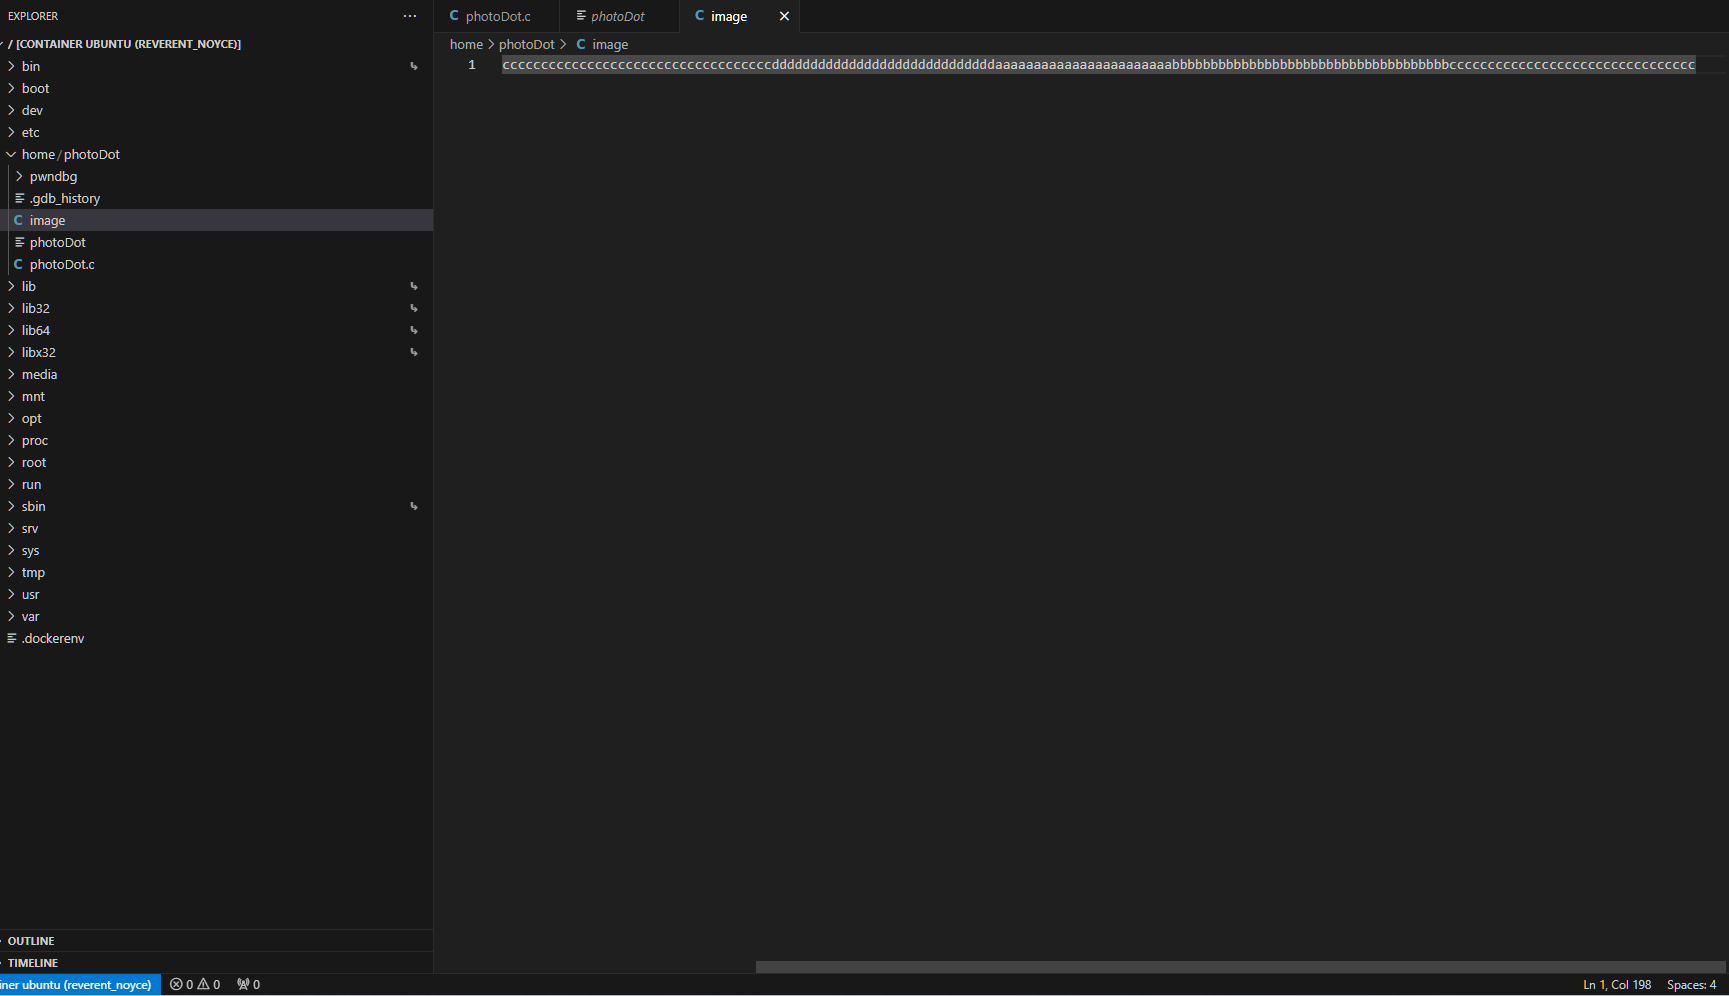 EXPLORER
/ [CONTAINER UBUNTU (REVERENT_NOYCE)]
bin
boot
dev
etc
home/photoDot
pwndbg
.gdb_history
image
photoDot
photoDot.c
lib
lib32
lib64
libx32
media
mnt
opt
proc
root
run
sbin
srv
sys
tmp
usr
var
.dockerenv
OUTLINE
TIMELINE
C photoDot.c photoDot C image
home > photoDot > C image
1 cccccccccccccccccccccccccccccccccccdddddddddddddddddddddddddddddaaaaaaaaaaaaaaaaaaaaaaabbbbbbbbbbbbbbbbbbbbbbbbbbbbbbbbbbbbcccccccccccccccccccccccccccccccc
iner ubuntu (reverent_noyce) 0 0 0 Ln 1, Col 198 Spaces: 4